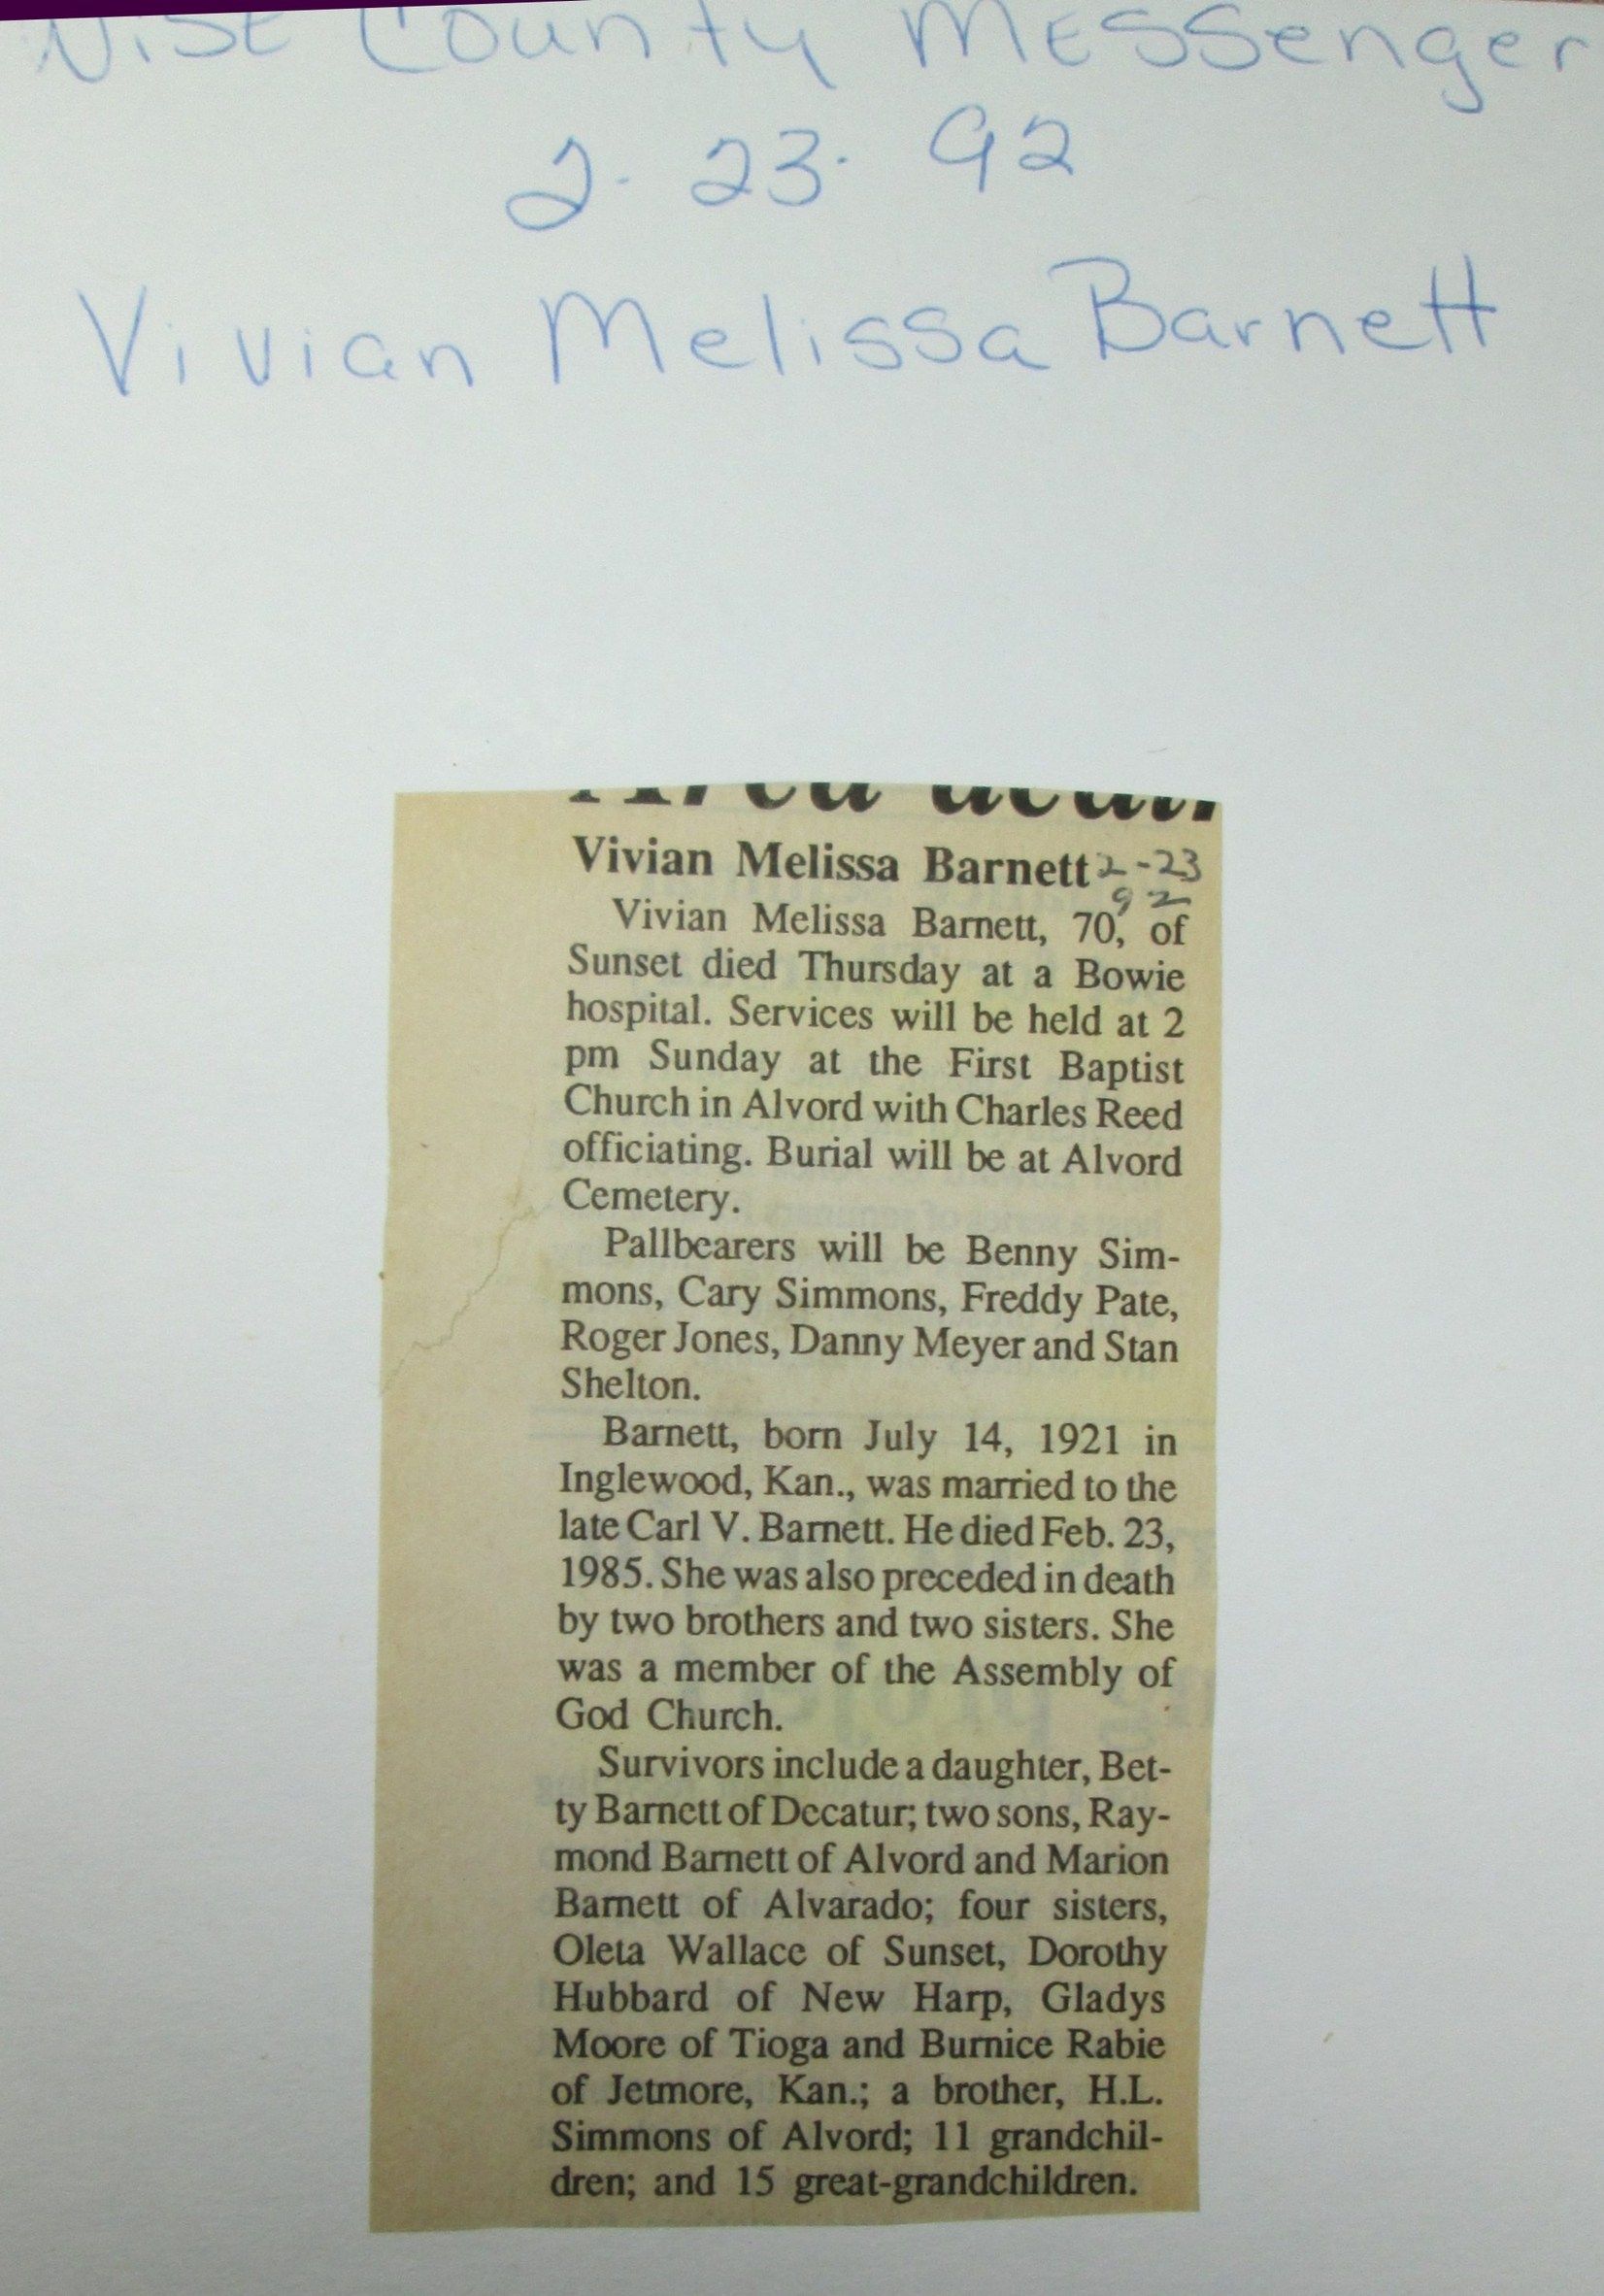 Wise County Messenger
2-23-92
Vivian Melissa Barnett
Area deat
Vivian Melissa Barnett 2-23
92
Vivian Melissa Barnett, 70, of
Sunset died Thursday at a Bowie
hospital. Services will be held at 2
pm Sunday at the First Baptist
Church in Alvord with Charles Reed
officiating. Burial will be at Alvord
Cemetery.
Pallbearers will be Benny Sim-
mons, Cary Simmons, Freddy Pate,
Roger Jones, Danny Meyer and Stan
Shelton.
Barnett, born July 14, 1921 in
Inglewood, Kan., was married to the
late Carl V. Barnett. He died Feb. 23,
1985. She was also preceded in death
by two brothers and two sisters. She
was a member of the Assembly of
God Church.
Survivors include a daughter, Bet-
ty Barnett of Decatur; two sons, Ray-
mond Barnett of Alvord and Marion
Barnett of Alvarado; four sisters,
Oleta Wallace of Sunset, Dorothy
Hubbard of New Harp, Gladys
Moore of Tioga and Burnice Rabie
of Jetmore, Kan.; a brother, H.L.
Simmons of Alvord; 11 grandchil-
dren; and 15 great-grandchildren.